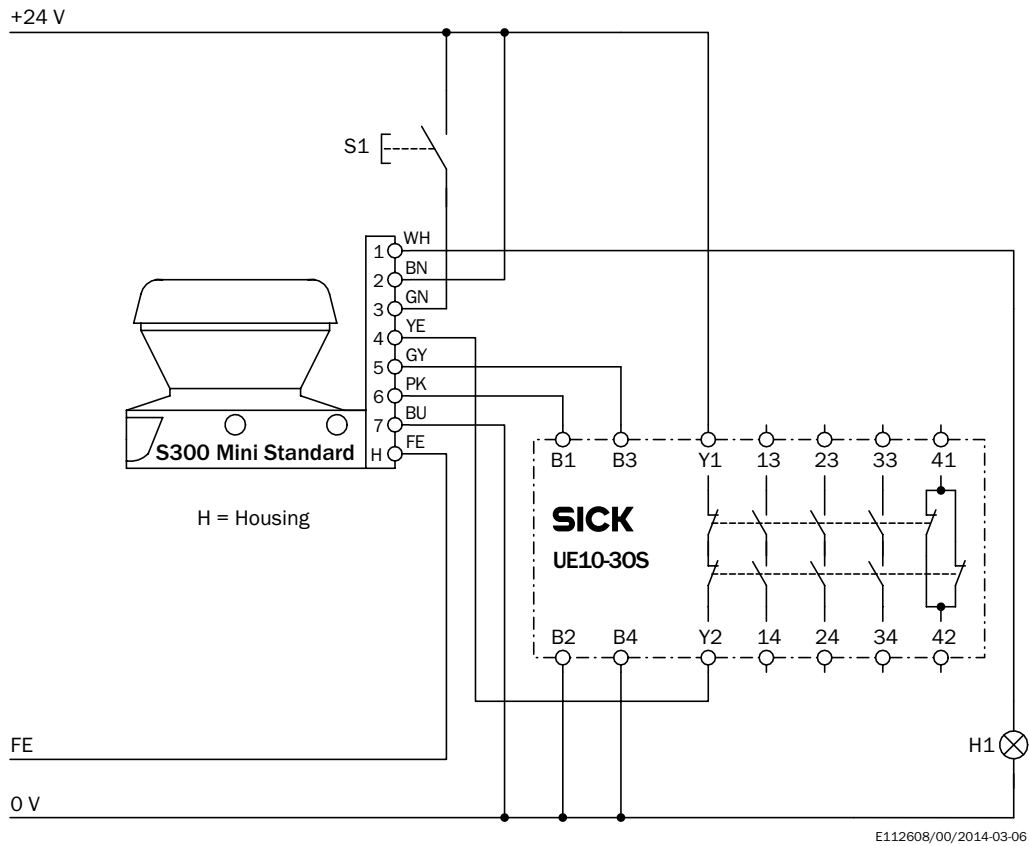 +24 V
S1
1 WH
2 BN
3 GN
4 YE
5 GY
6 PK
7 BU
H FE
S300 Mini Standard
H = Housing
B1 B3 Y1 13 23 33 41
SICK
UE10-3OS
B2 B4 Y2 14 24 34 42
FE
H1
0 V
E112608/00/2014-03-06